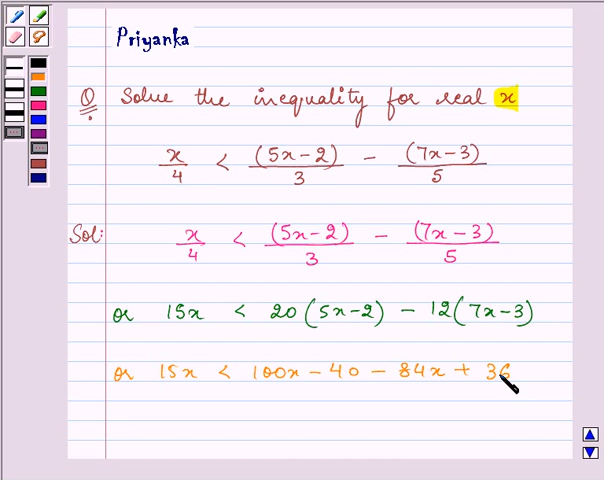 Priyanka
Q Solve the inequality for real x
x/4 < (5x-2)/3 - (7x-3)/5
Sol: x/4 < (5x-2)/3 - (7x-3)/5
or 15x < 20(5x-2) - 12(7x-3)
or 15x < 100x - 40 - 84x + 36